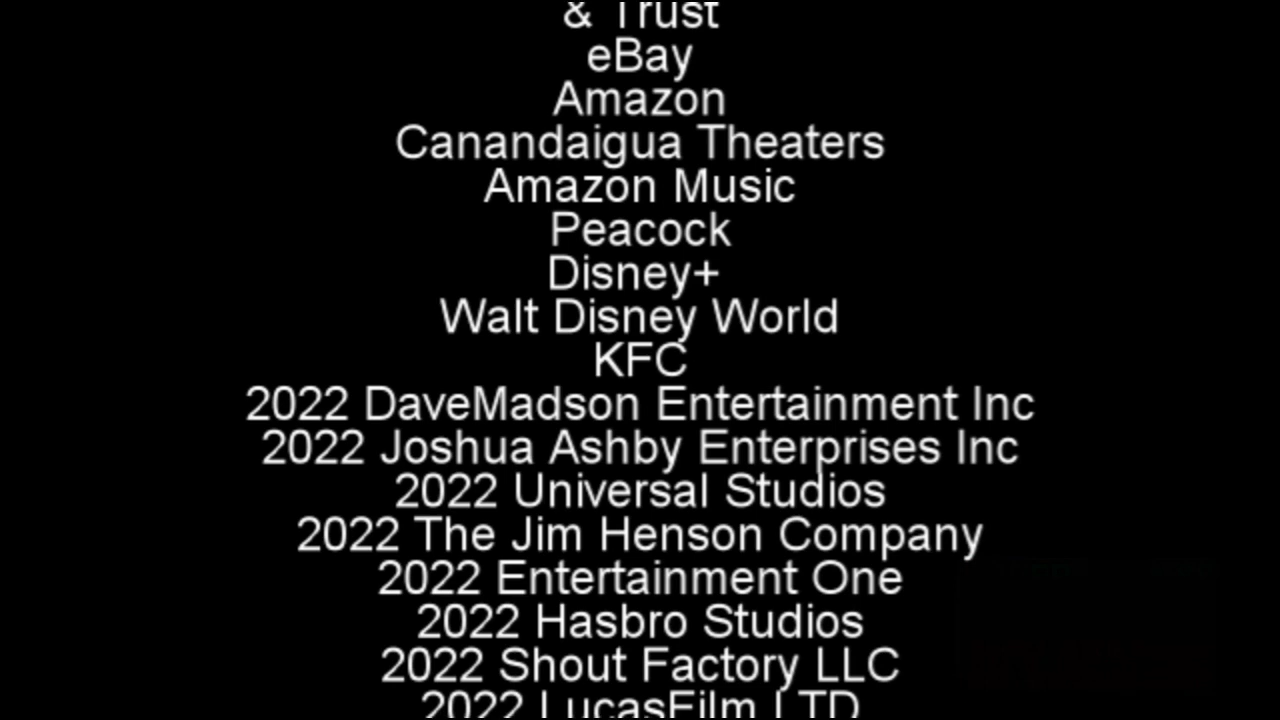 & Trust
eBay
Amazon
Canandaigua Theaters
Amazon Music
Peacock
Disney+
Walt Disney World
KFC
2022 DaveMadson Entertainment Inc
2022 Joshua Ashby Enterprises Inc
2022 Universal Studios
2022 The Jim Henson Company
2022 Entertainment One
2022 Hasbro Studios
2022 Shout Factory LLC
2022 LucasFilm LTD